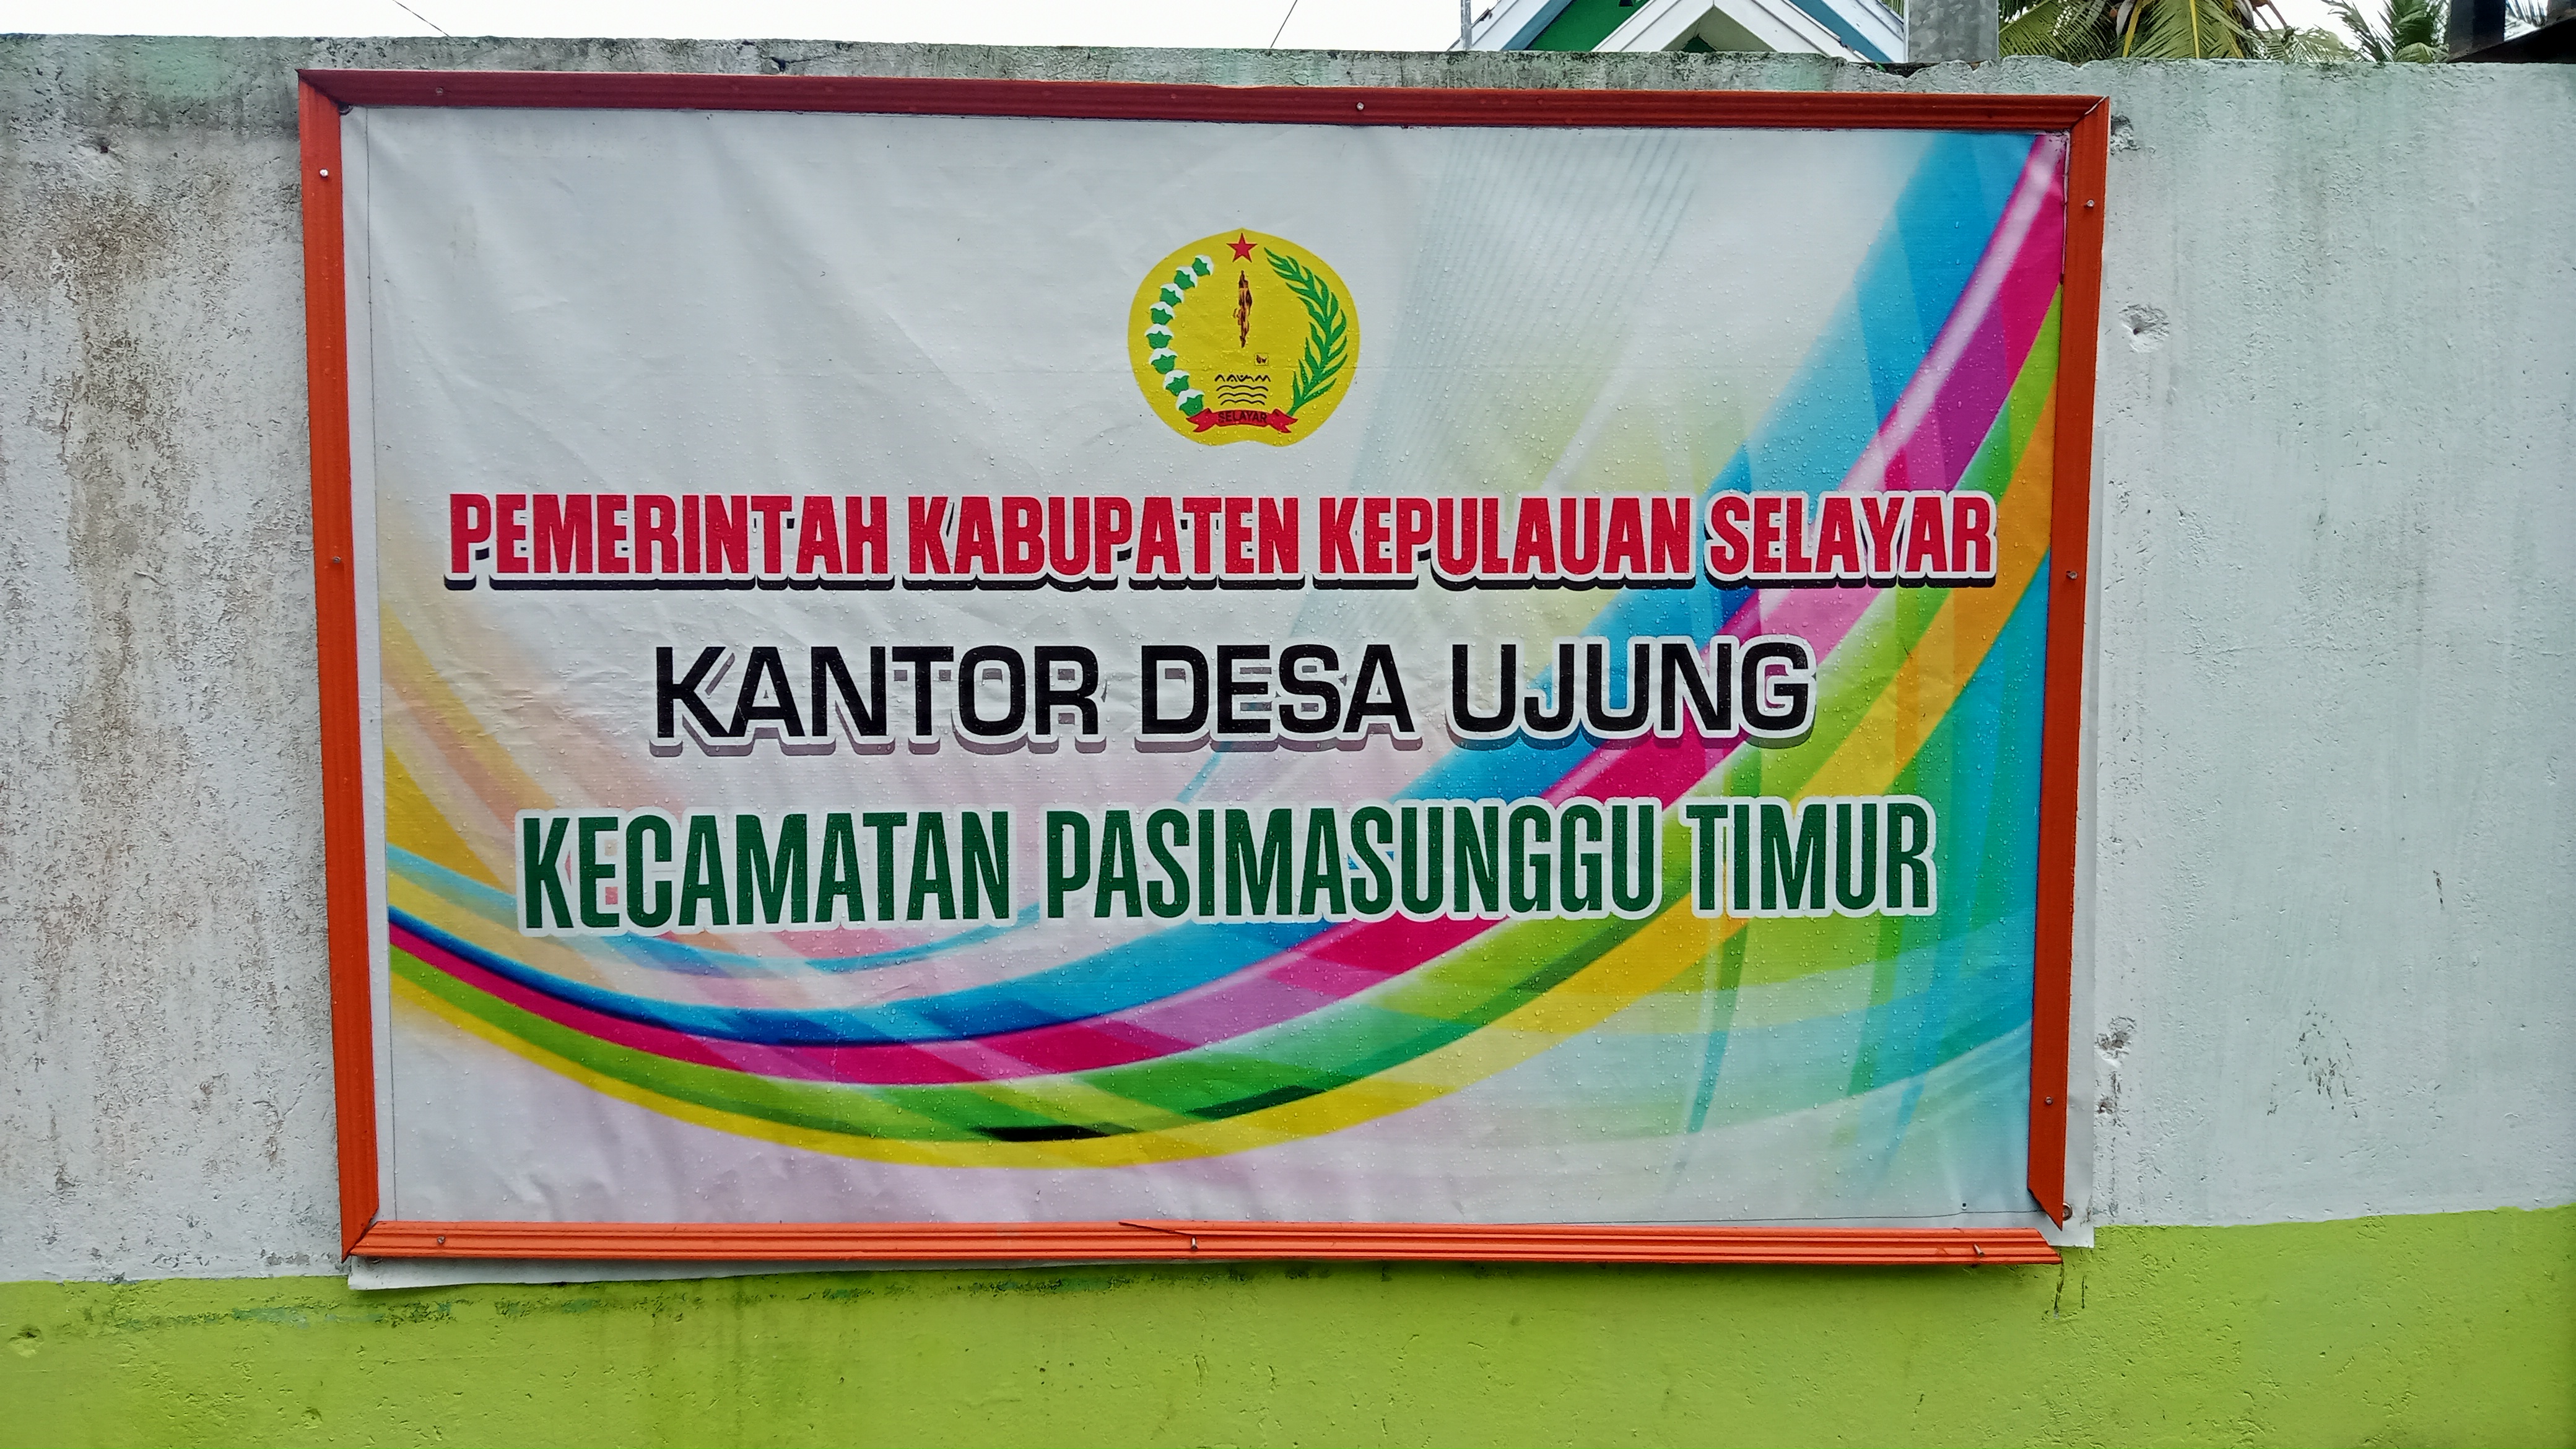 SELAYAR
PEMERINTAH KABUPATEN KEPULAUAN SELAYAR
KANTOR DESA UJUNG
KECAMATAN PASIMASUNGGU TIMUR